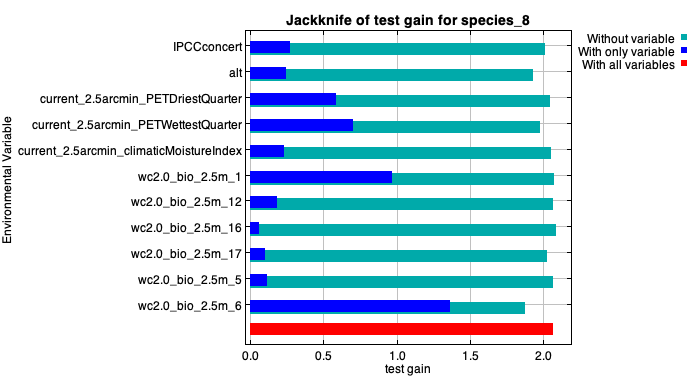 Jackknife of test gain for species_8
Without variable
With only variable
With all variables
Environmental Variable
IPCCconcert
alt
current_2.5arcmin_PETDriestQuarter
current_2.5arcmin_PETWettestQuarter
current_2.5arcmin_climaticMoistureIndex
wc2.0_bio_2.5m_1
wc2.0_bio_2.5m_12
wc2.0_bio_2.5m_16
wc2.0_bio_2.5m_17
wc2.0_bio_2.5m_5
wc2.0_bio_2.5m_6
0.0 0.5 1.0 1.5 2.0
test gain